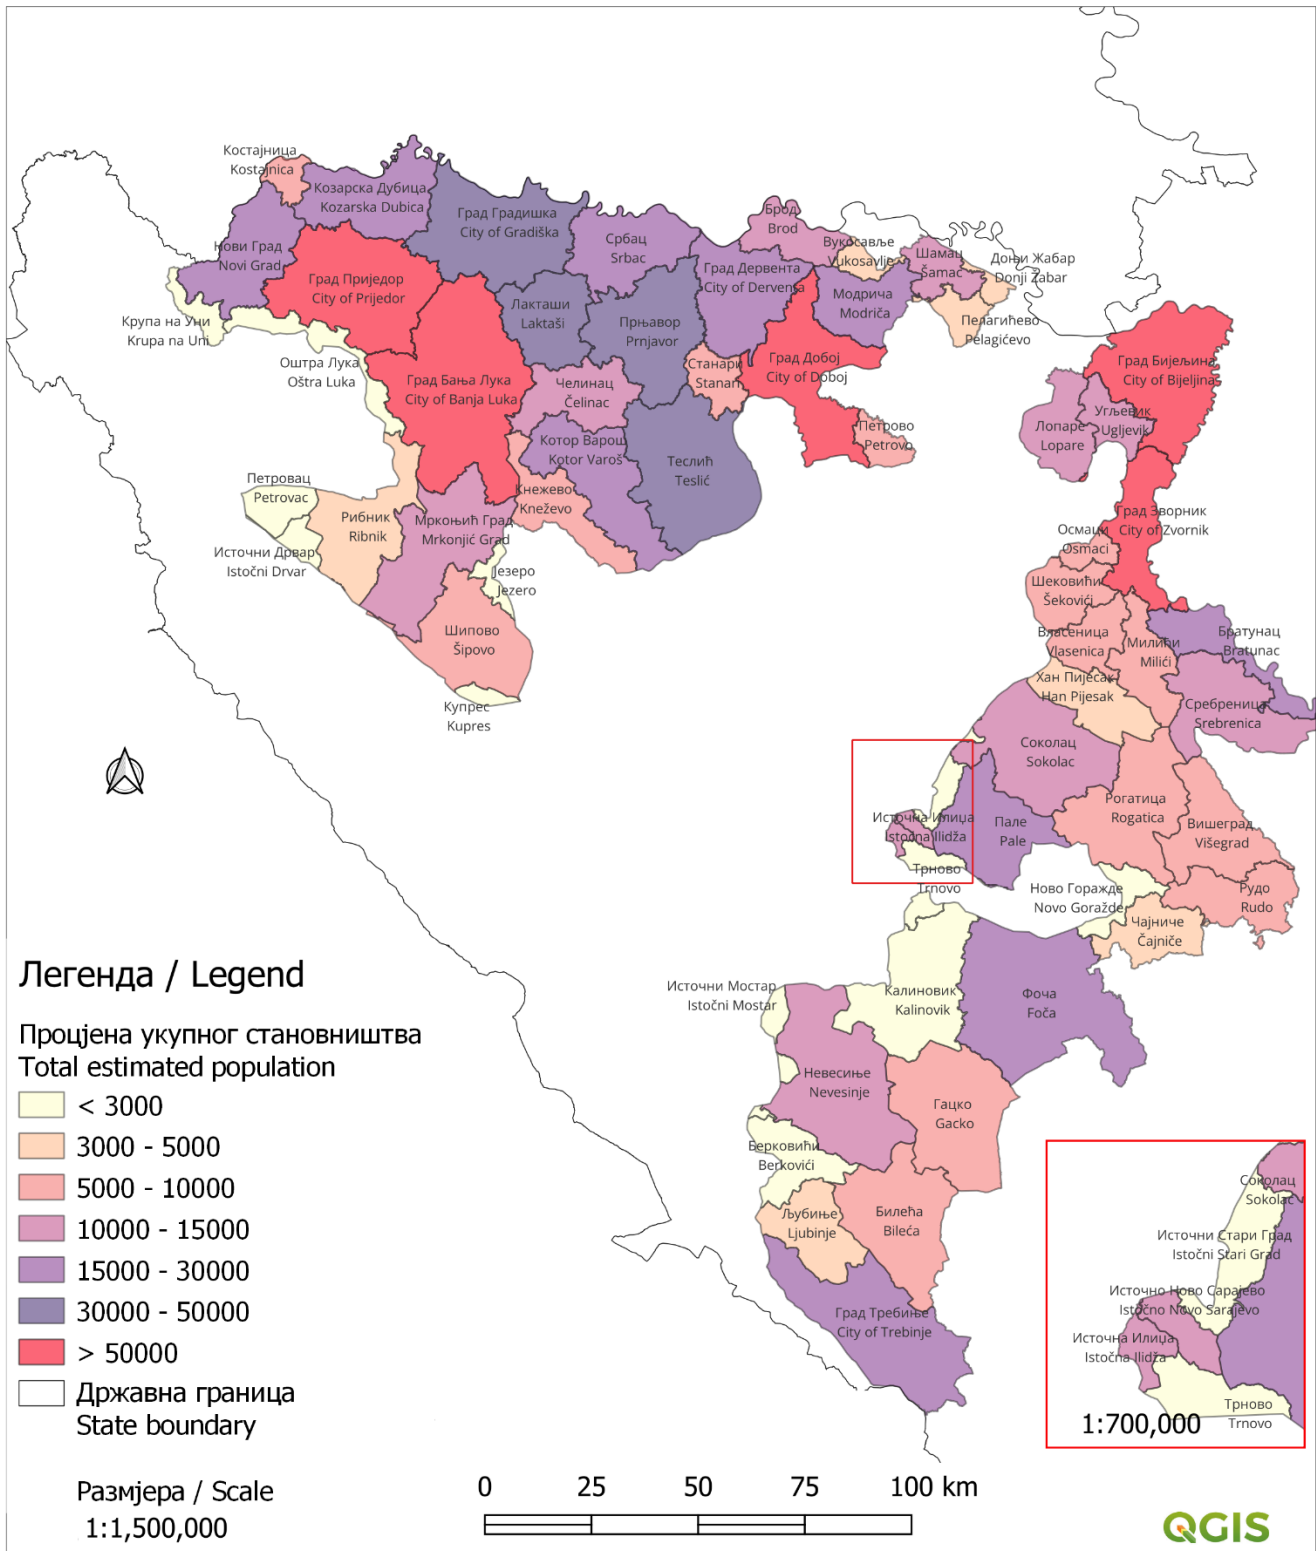 Костајница
Kostajnica
Козарска Дубица
Kozarska Dubica
Град Градишка
City of Gradiška
Нови Град
Novi Grad
Град Приједор
City of Prijedor
Србац
Srbac
Брод
Brod
Вукосавље
Vukosavlje
Шамац
Šamac
Доњи Жабар
Donji Žabar
Град Дервента
City of Derventa
Модрича
Modriča
Пелагићево
Pelagićevo
Крупа на Уни
Krupa na Uni
Лакташи
Laktaši
Прњавор
Prnjavor
Оштра Лука
Oštra Luka
Град Бања Лука
City of Banja Luka
Челинац
Čelinac
Станари
Stanari
Град Добој
City of Doboj
Град Бијељина
City of Bijeljina
Угљевик
Ugljevik
Лопаре
Lopare
Петрово
Petrovo
Котор Варош
Kotor Varoš
Теслић
Teslić
Петровац
Petrovac
Кнежево
Kneževo
Рибник
Ribnik
Мркоњић Град
Mrkonjić Grad
Источни Дрвар
Istočni Drvar
Језеро
Jezero
Град Зворник
City of Zvornik
Осмаци
Osmaci
Шековићи
Šekovići
Шипово
Šipovo
Власеница
Vlasenica
Милићи
Milići
Братунац
Bratunac
Хан Пијесак
Han Pijesak
Сребреница
Srebrenica
Купрес
Kupres
Соколац
Sokolac
Рогатица
Rogatica
Вишеград
Višegrad
Источна Илиџа
Istočna Ilidža
Пале
Pale
Трново
Trnovo
Ново Горажде
Novo Goražde
Рудо
Rudo
Чајниче
Čajniče
Источни Мостар
Istočni Mostar
Калиновик
Kalinovik
Фоча
Foča
Невесиње
Nevesinje
Гацко
Gacko
Берковићи
Berkovići
Љубиње
Ljubinje
Билећа
Bileća
Град Требиње
City of Trebinje
Соколац
Sokolac
Источни Стари Град
Istočni Stari Grad
Источно Ново Сарајево
Istočno Novo Sarajevo
Источна Илиџа
Istočna Ilidža
Трново
Trnovo
1:700,000
Легенда / Legend
Процјена укупног становништва
Total estimated population
< 3000
3000 - 5000
5000 - 10000
10000 - 15000
15000 - 30000
30000 - 50000
> 50000
Државна граница
State boundary
Размјера / Scale
1:1,500,000
0 25 50 75 100 km
QGIS